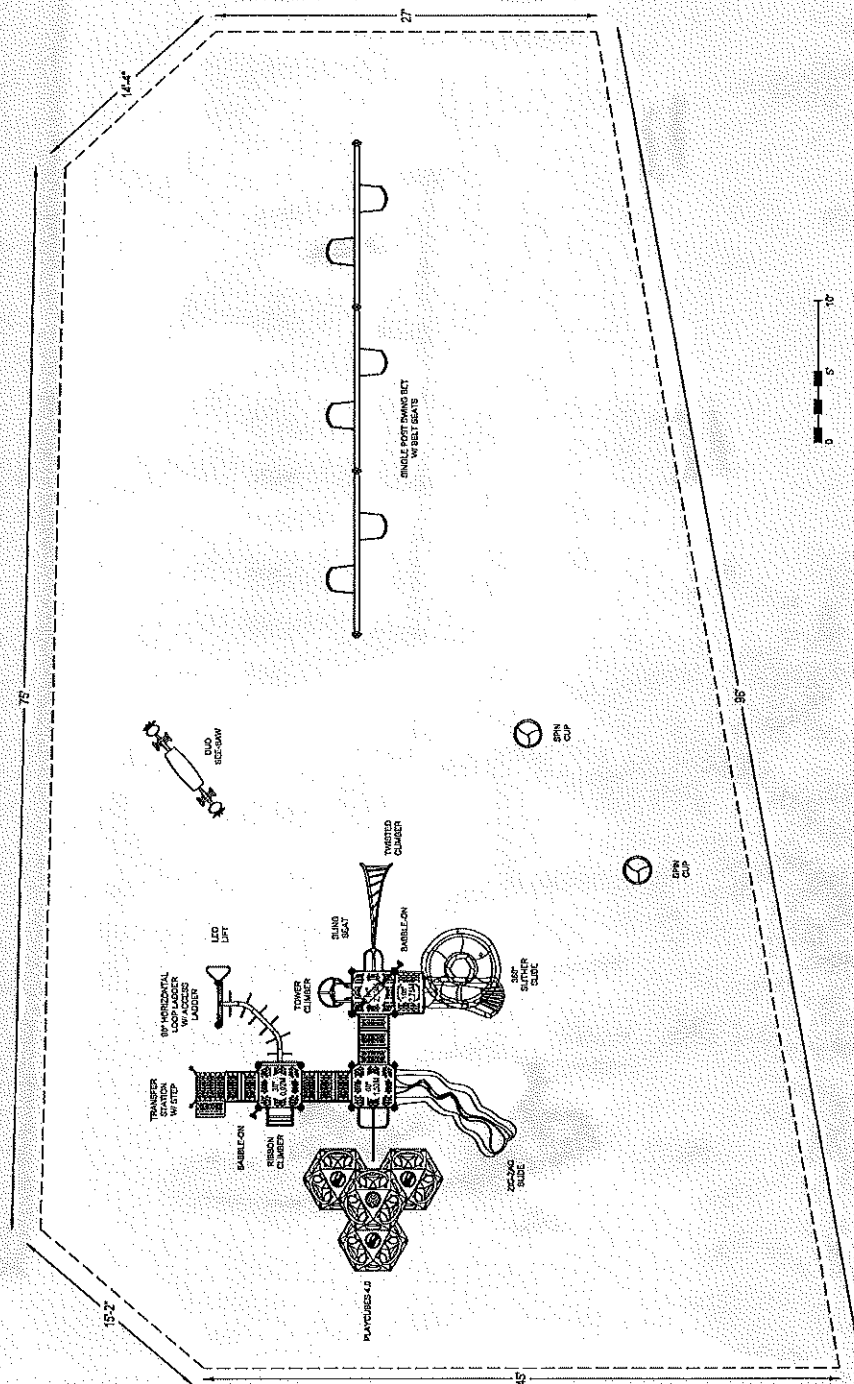 27'
14'-4"
75'
15'-2"
45'
96'
SINGLE POST SWING SET
W/ BELT SEATS
0
5'
10'
DUO
SEE-SAW
SPIN
CUP
SPIN
CUP
TWISTED
CLIMBER
SLING
SEAT
BABBLE-ON
TOWER
CLIMBER
360°
SLITHER
SLIDE
LEG
LIFT
90° HORIZONTAL
LOOP LADDER
W/ ACCESS
LADDER
TRANSFER
STATION
W/ STEP
BABBLE-ON
RIBBON
CLIMBER
ZIG-ZAG
SLIDE
PLAYCUBES 4.0